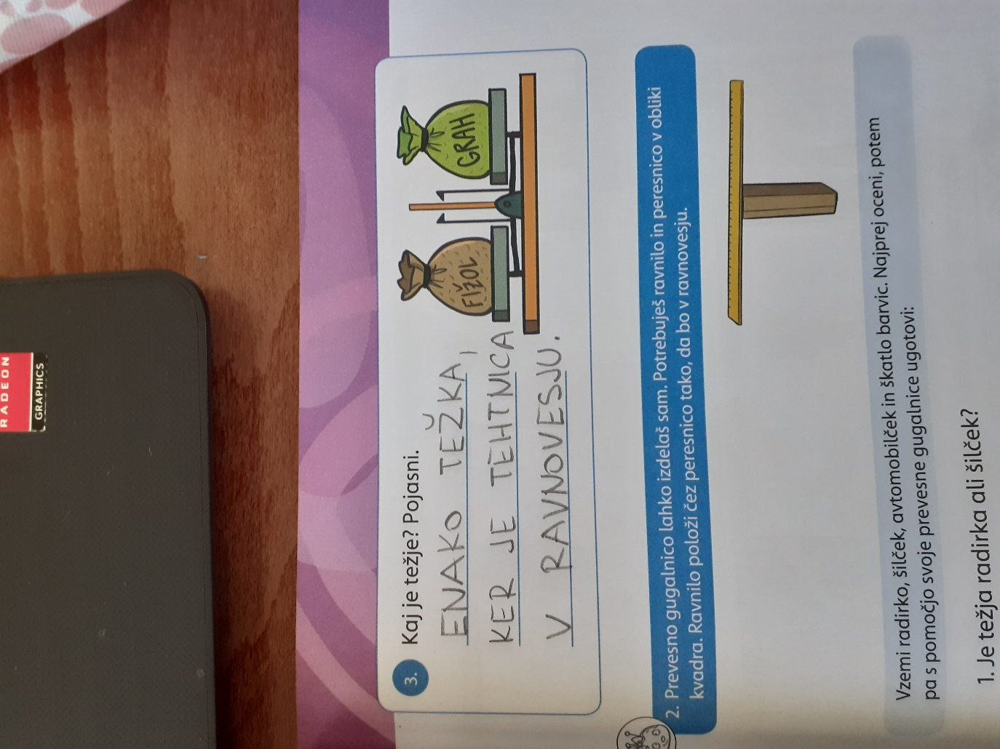 RADEON
GRAPHICS
3. Kaj je težje? Pojasni.
ENAKO TEŽKA,
KER JE TEHTNICA
V RAVNOVESJU.
FIŽOL
GRAH
2. Prevesno gugalnico lahko izdelaš sam. Potrebuješ ravnilo in peresnico v obliki
kvadra. Ravnilo položi čez peresnico tako, da bo v ravnovesju.
Vzemi radirko, šilček, avtomobilček in škatlo barvic. Najprej oceni, potem
pa s pomočjo svoje prevesne gugalnice ugotovi:
1. Je težja radirka ali šilček?